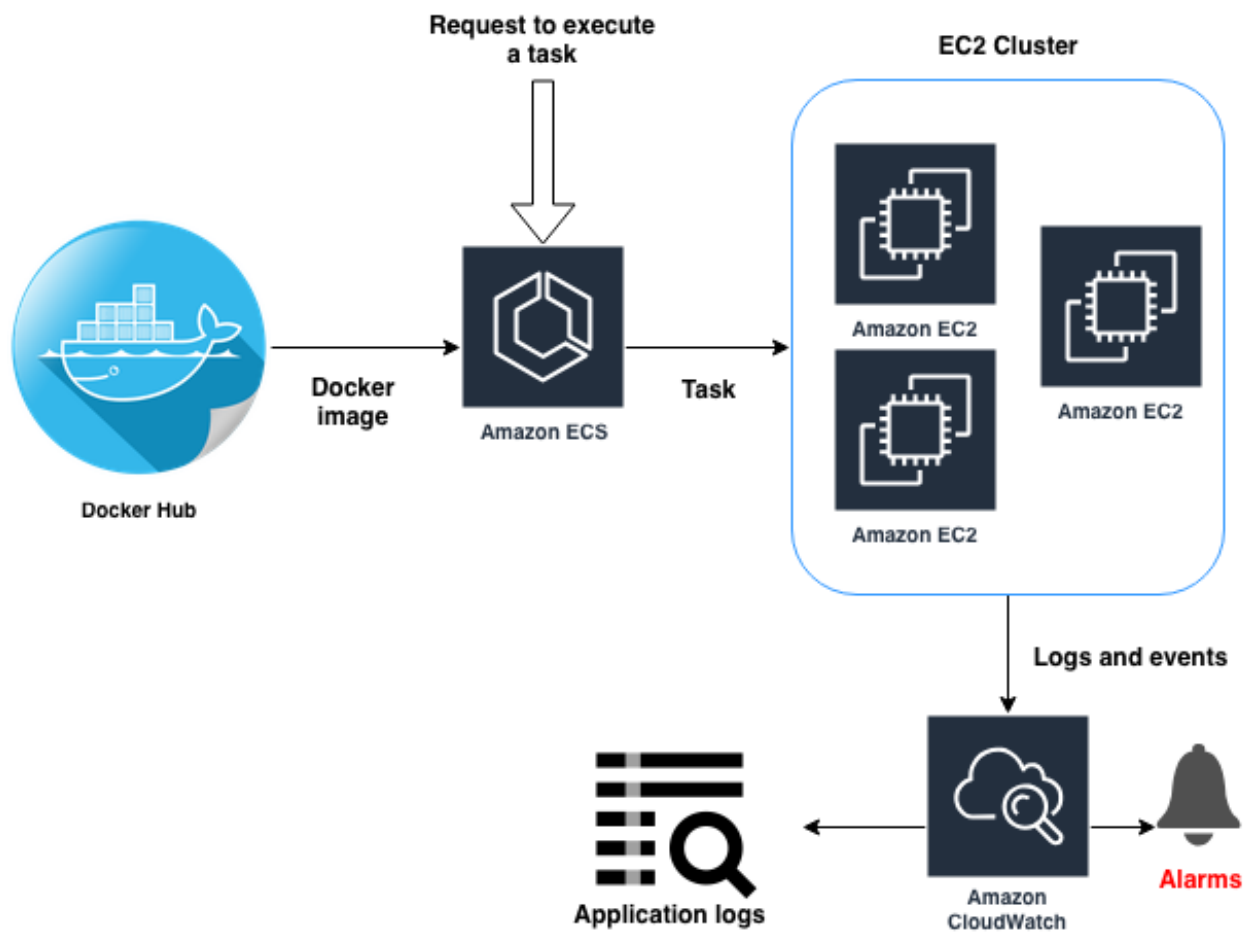 Request to execute
a task
EC2 Cluster
Amazon EC2
Amazon EC2
Amazon EC2
Docker
image
Task
Amazon ECS
Docker Hub
Logs and events
Application logs
Amazon
CloudWatch
Alarms